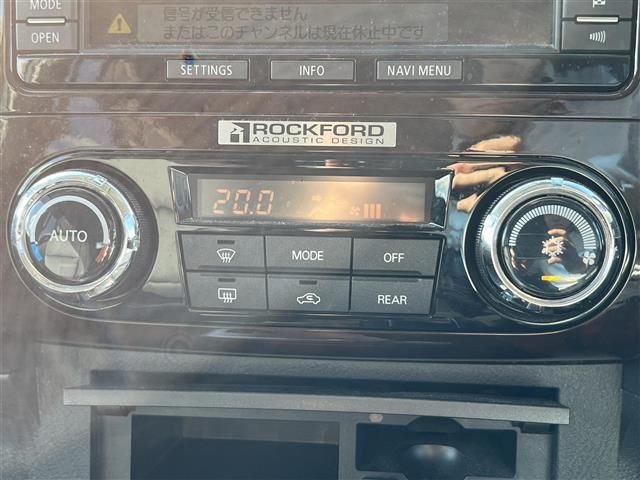 MODE
信号が受信できません
OPEN
またはこのチャンネルは現在休止中です
SETTINGS
INFO
NAVI MENU
ROCKFORD
ACOUSTIC DESIGN
20.0
AUTO
MODE
OFF
REAR